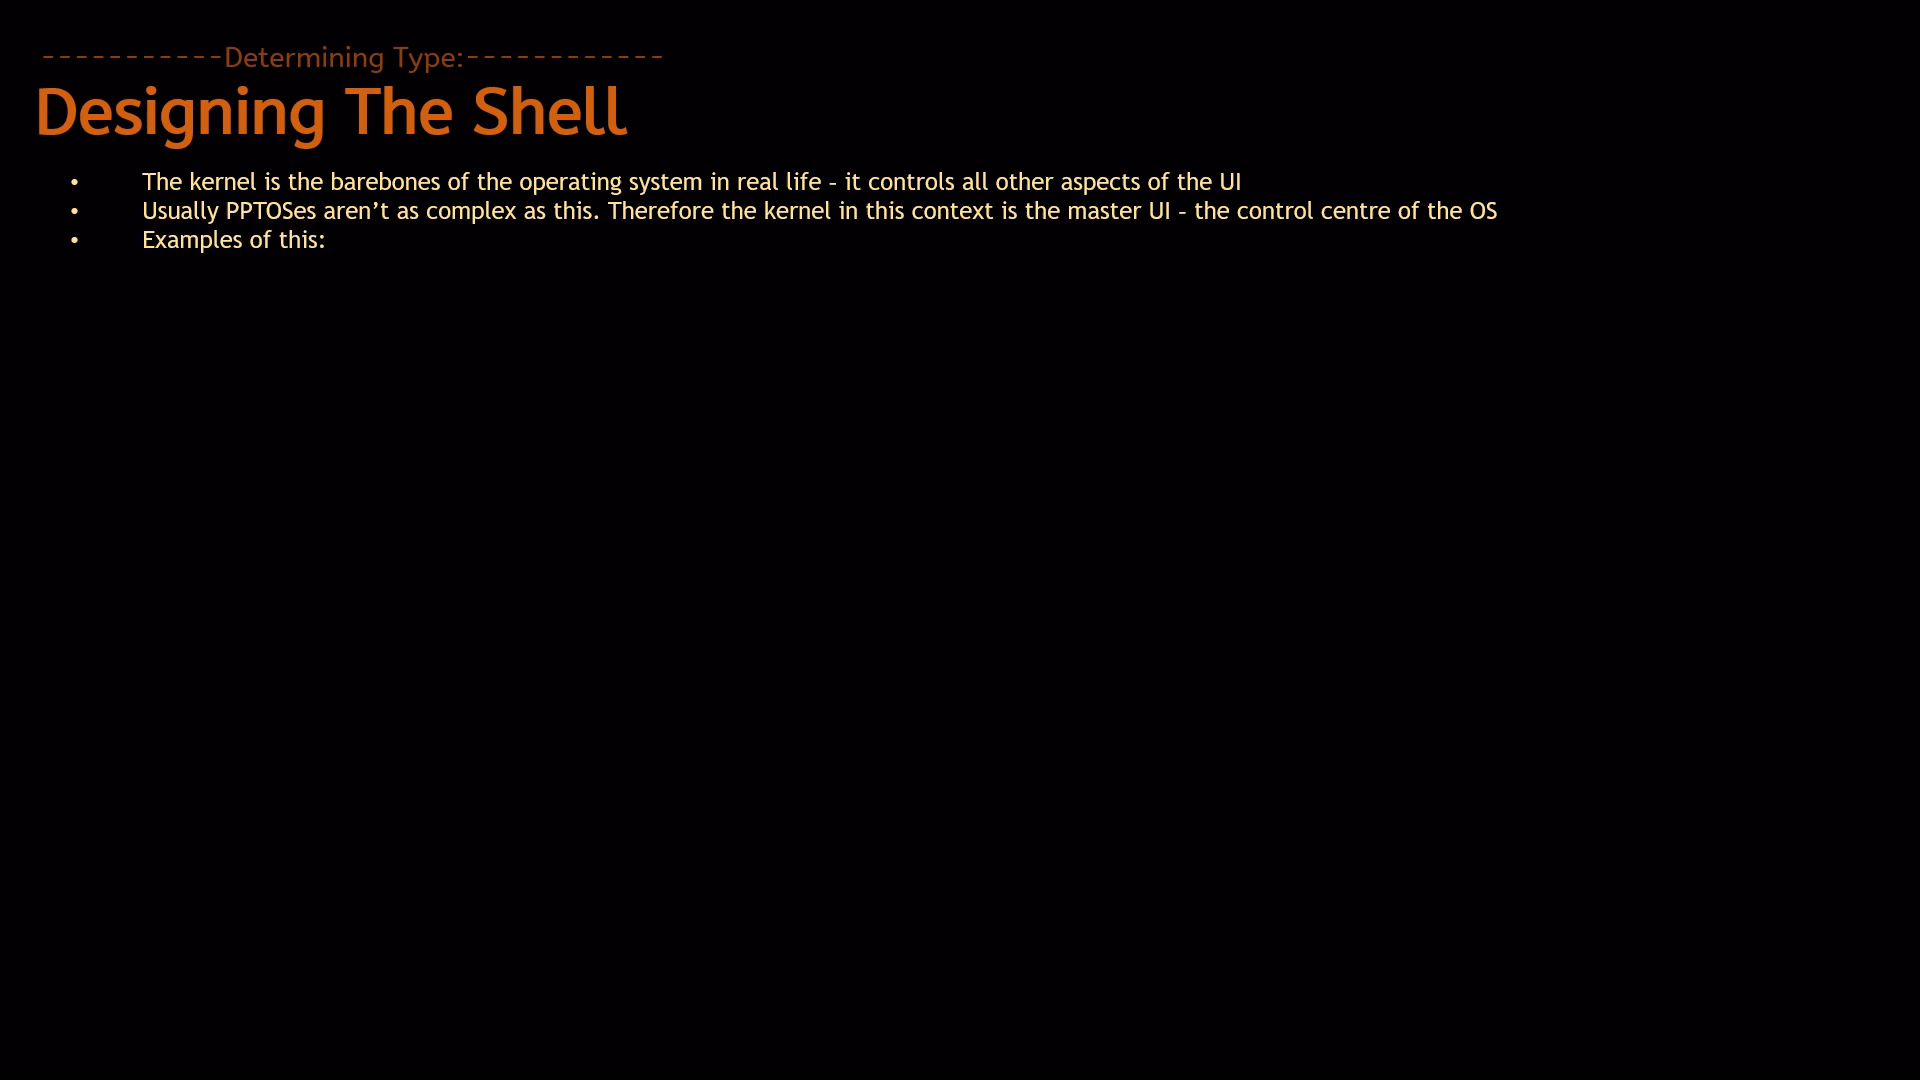 -----------Determining Type:------------
Designing The Shell
• The kernel is the barebones of the operating system in real life – it controls all other aspects of the UI
• Usually PPTOSes aren’t as complex as this. Therefore the kernel in this context is the master UI – the control centre of the OS
• Examples of this: